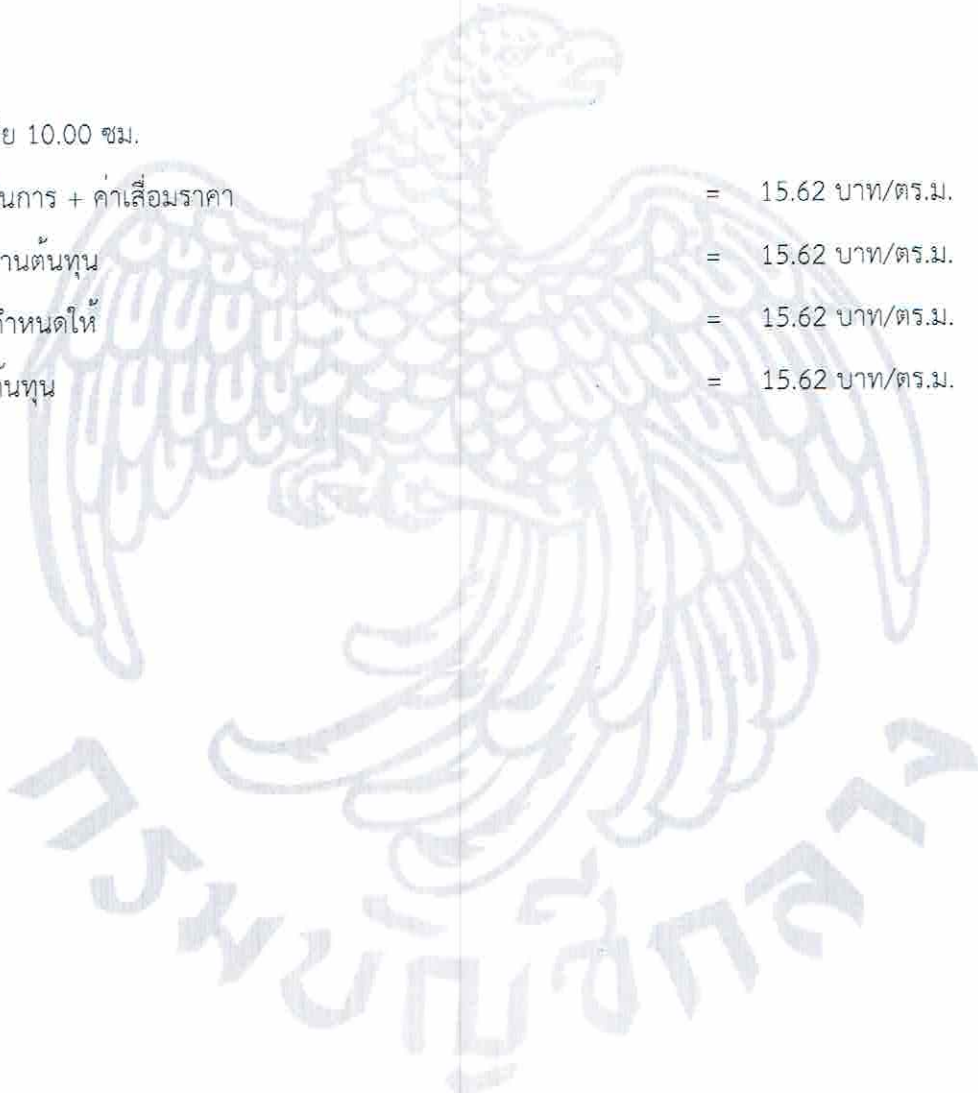 ย 10.00 ซม.
นการ + ค่าเสื่อมราคา = 15.62 บาท/ตร.ม.
านต้นทุน = 15.62 บาท/ตร.ม.
กำหนดให้ = 15.62 บาท/ตร.ม.
ต้นทุน = 15.62 บาท/ตร.ม.
กรมบัญชีกลาง